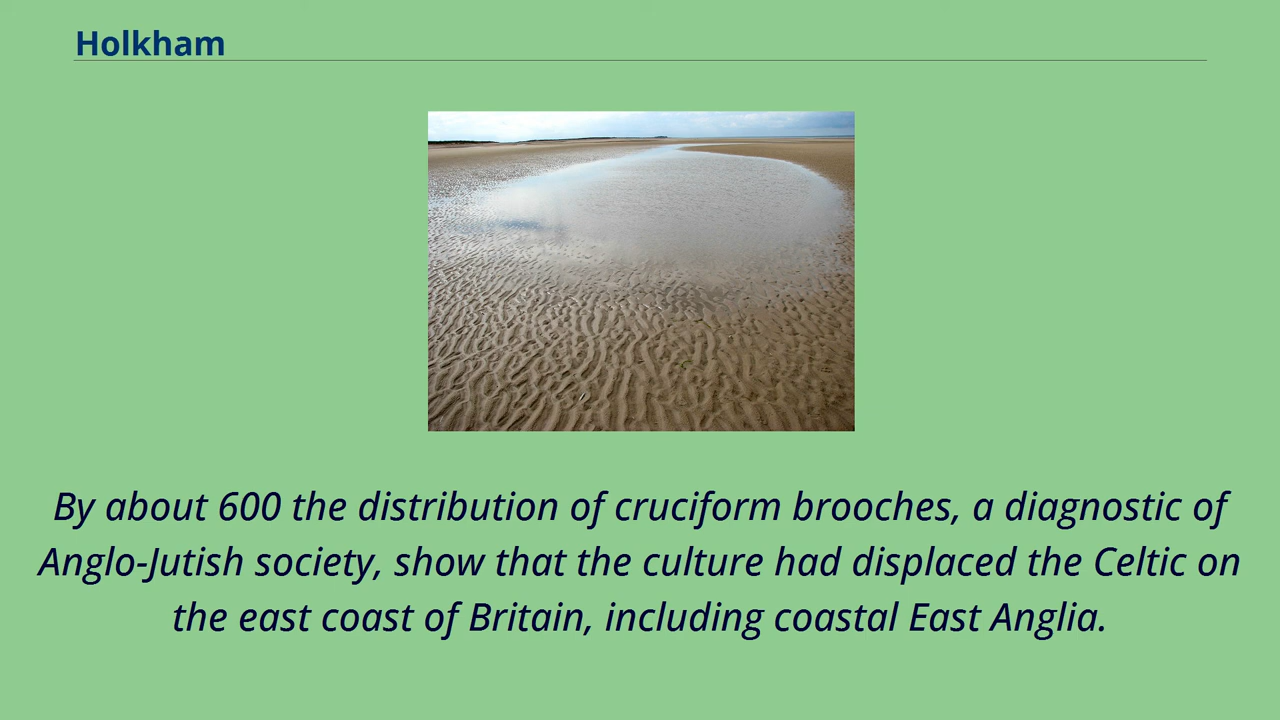 Holkham
By about 600 the distribution of cruciform brooches, a diagnostic of
Anglo-Jutish society, show that the culture had displaced the Celtic on
the east coast of Britain, including coastal East Anglia.